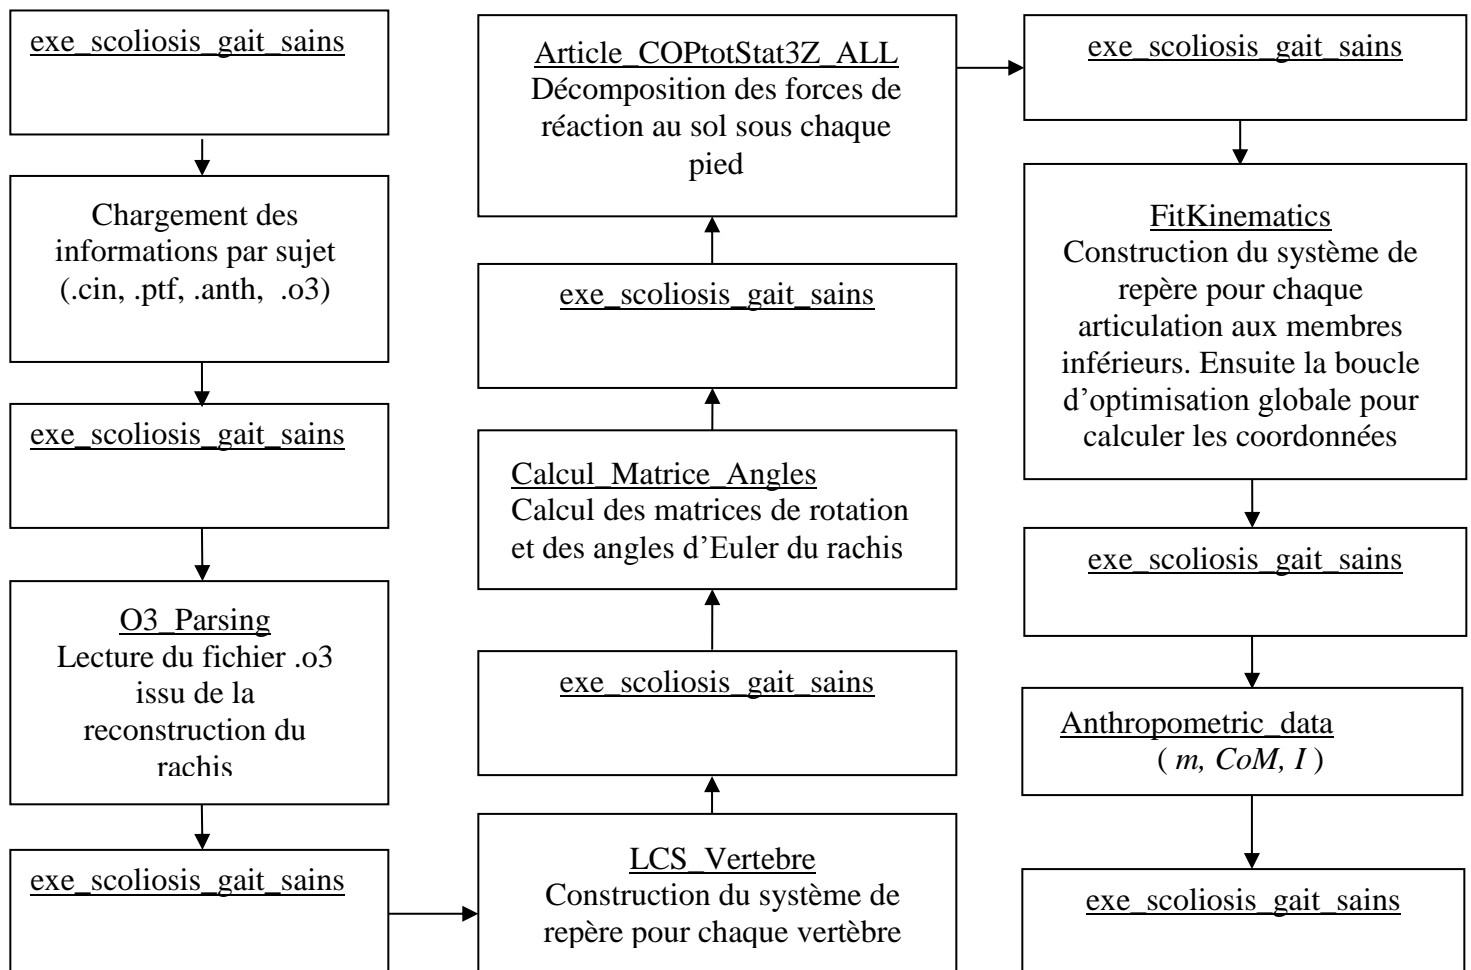 exe_scoliosis_gait_sains
Chargement des
informations par sujet
(.cin, .ptf, .anth, .o3)
exe_scoliosis_gait_sains
O3_Parsing
Lecture du fichier .o3
issu de la
reconstruction du
rachis
exe_scoliosis_gait_sains
LCS_Vertebre
Construction du système de
repère pour chaque vertèbre
exe_scoliosis_gait_sains
Calcul_Matrice_Angles
Calcul des matrices de rotation
et des angles d’Euler du rachis
exe_scoliosis_gait_sains
Article_COPtotStat3Z_ALL
Décomposition des forces de
réaction au sol sous chaque
pied
exe_scoliosis_gait_sains
FitKinematics
Construction du système de
repère pour chaque
articulation aux membres
inférieurs. Ensuite la boucle
d’optimisation globale pour
calculer les coordonnées
exe_scoliosis_gait_sains
Anthropometric_data
( m, CoM, I )
exe_scoliosis_gait_sains